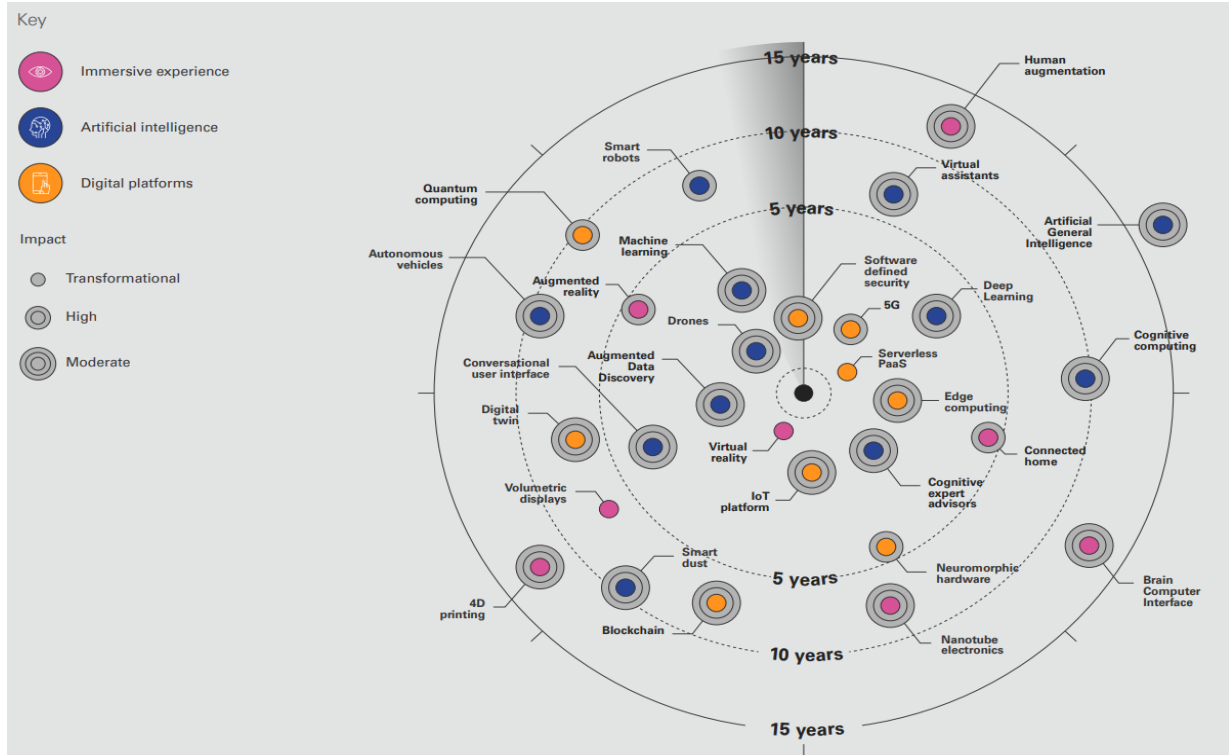 Key
Immersive experience
Artificial intelligence
Digital platforms
Impact
Transformational
High
Moderate
15 years
10 years
5 years
Human
augmentation
Smart
robots
Virtual
assistants
Quantum
computing
Artificial
General
Intelligence
Autonomous
vehicles
Machine
learning
Software
defined
security
Augmented
reality
Deep
Learning
5G
Drones
Cognitive
computing
Conversational
user interface
Augmented
Data
Discovery
Serverless
PaaS
Edge
computing
Digital
twin
Virtual
reality
Connected
home
Volumetric
displays
IoT
platform
Cognitive
expert
advisors
Smart
dust
5 years
Neuromorphic
hardware
4D
printing
Blockchain
Brain
Computer
Interface
Nanotube
electronics
10 years
15 years